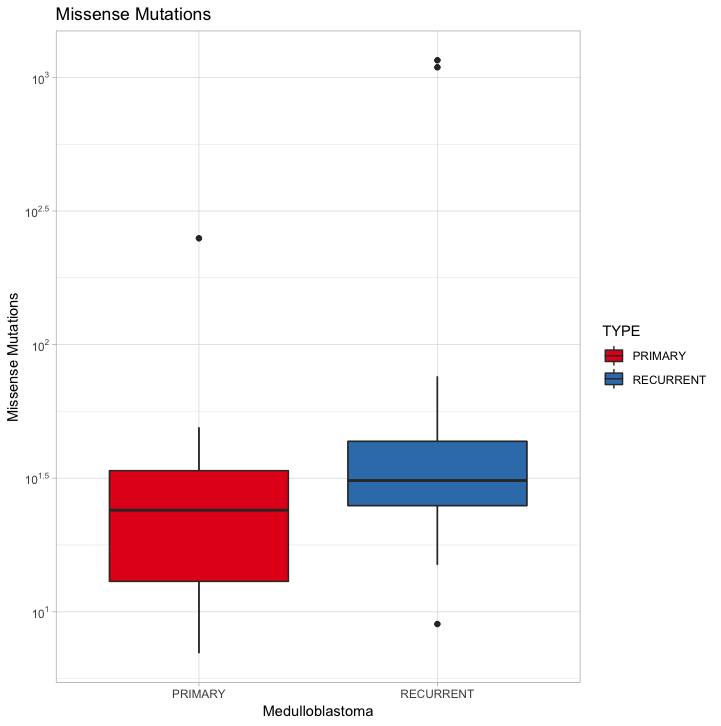 Missense Mutations
Missense Mutations
10^3
10^2.5
10^2
10^1.5
10^1
PRIMARY RECURRENT
Medulloblastoma
TYPE
PRIMARY
RECURRENT